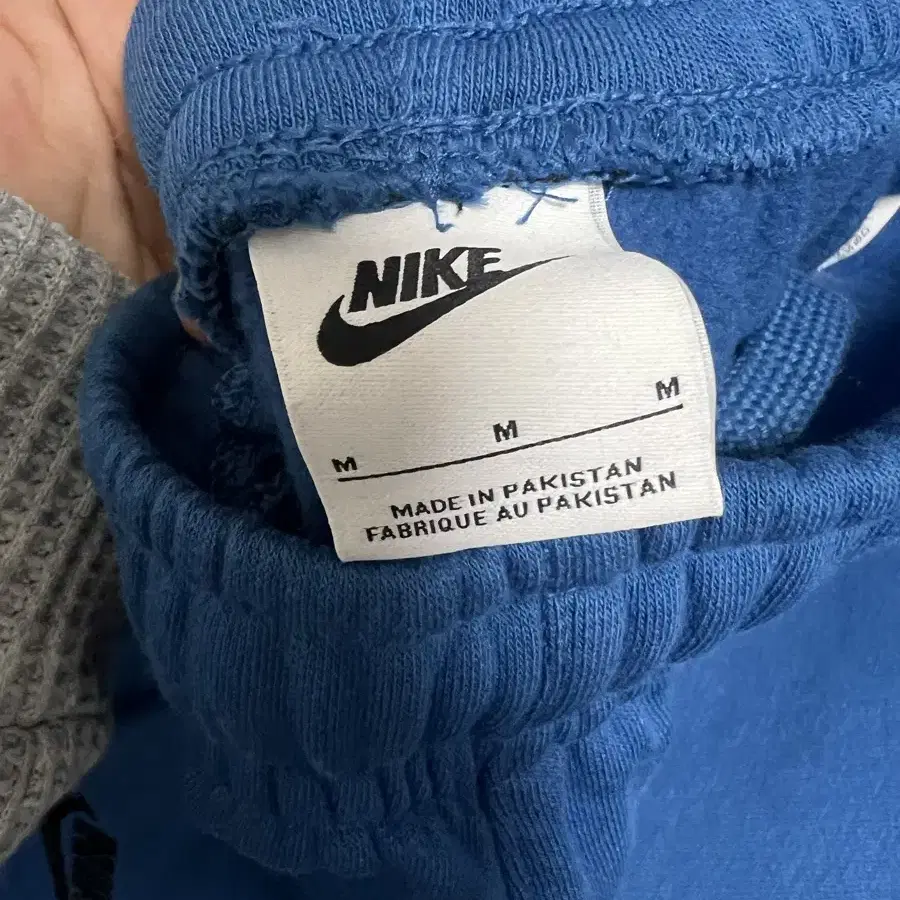 NIKE
M M M
MADE IN PAKISTAN
FABRIQUE AU PAKISTAN